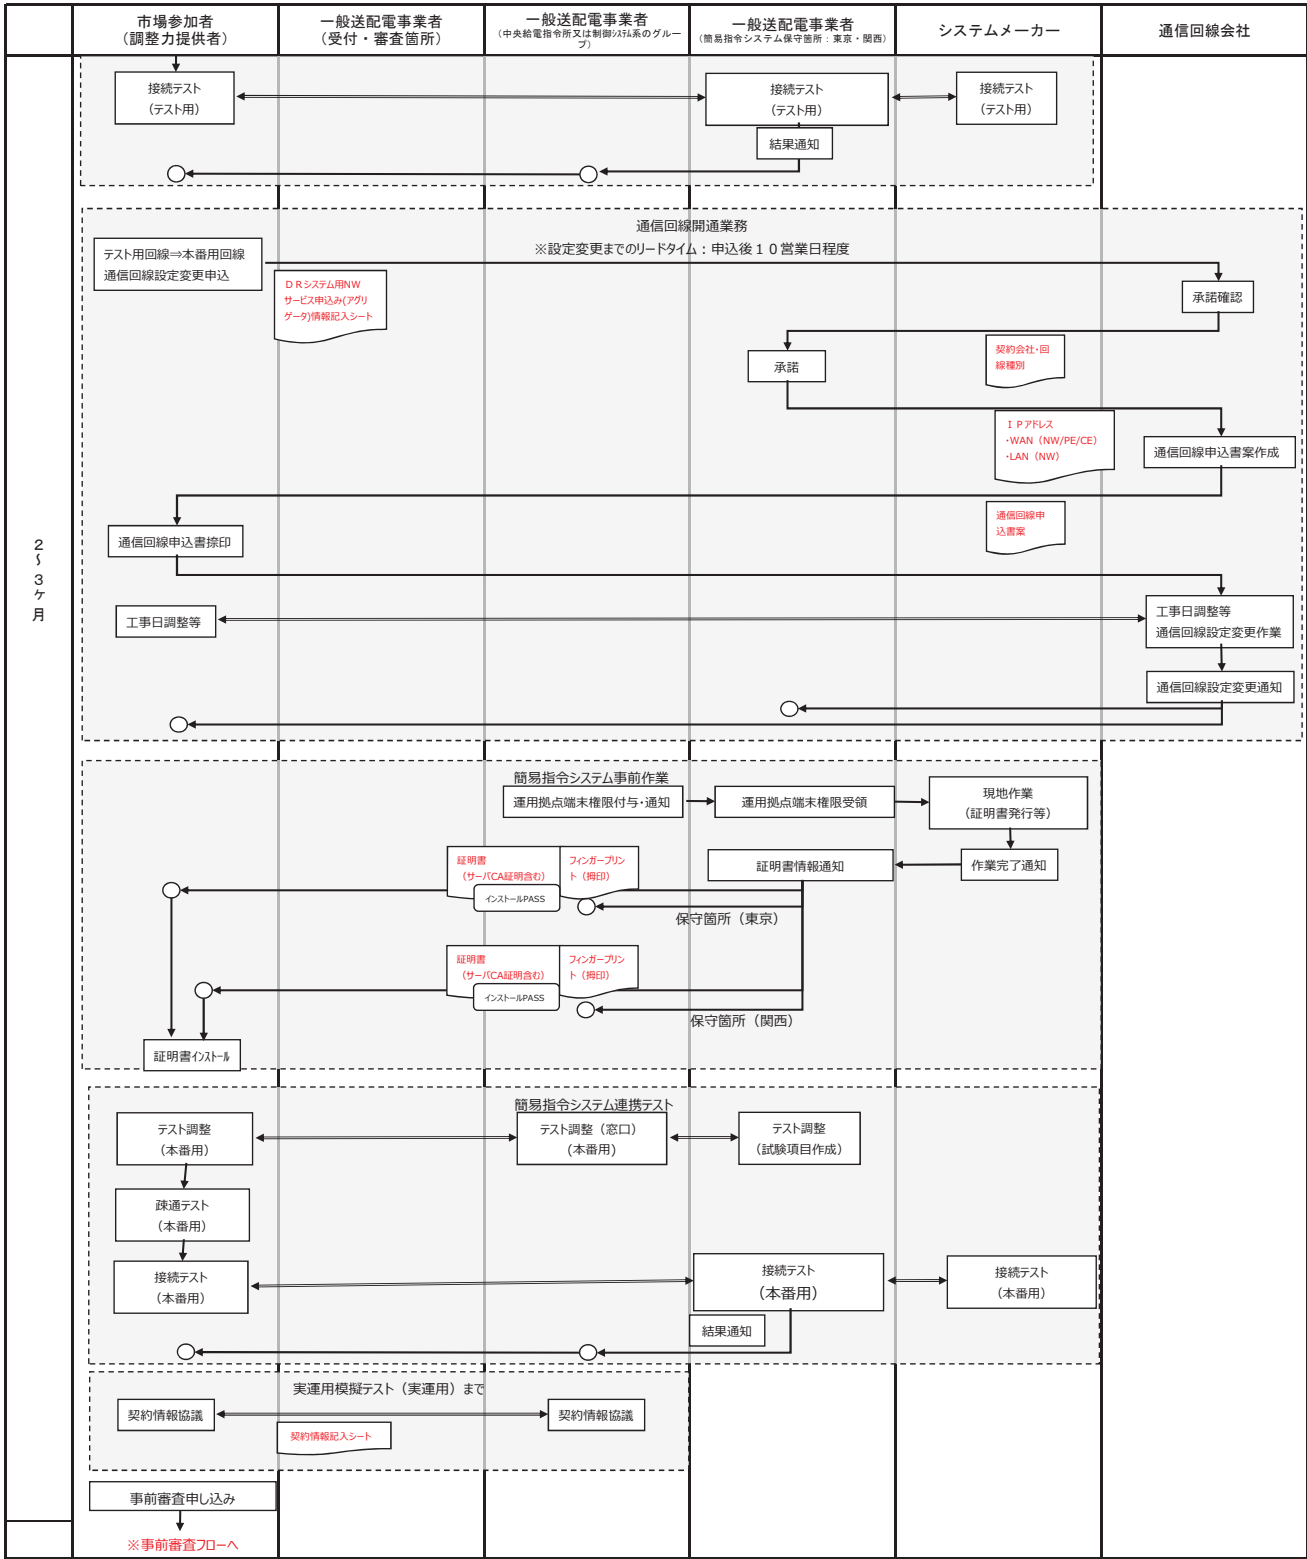 市場参加者
（調整力提供者）
一般送配電事業者
（受付・審査箇所）
一般送配電事業者
（中央給電指令所又は制御ｼｽﾃﾑ系のグルー
プ）
一般送配電事業者
（簡易指令システム保守箇所：東京・関西）
システムメーカー
通信回線会社
２～３ヶ月
接続テスト
（テスト用）
接続テスト
（テスト用）
接続テスト
（テスト用）
結果通知
通信回線開通業務
※設定変更までのリードタイム：申込後１０営業日程度
テスト用回線⇒本番用回線
通信回線設定変更申込
ＤＲシステム用NW
サービス申込み(アグリ
ゲータ)情報記入シート
承諾確認
契約会社・回
線種別
承諾
ＩＰアドレス
・WAN（NW/PE/CE）
・LAN（NW）
通信回線申込書案作成
通信回線申
込書案
通信回線申込書捺印
工事日調整等
工事日調整等
通信回線設定変更作業
通信回線設定変更通知
簡易指令システム事前作業
運用拠点端末権限付与・通知
運用拠点端末権限受領
現地作業
（証明書発行等）
作業完了通知
証明書情報通知
証明書
（サーバCA証明含む）
フィンガープリン
ト（拇印）
インストールPASS
保守箇所（東京）
証明書
（サーバCA証明含む）
フィンガープリン
ト（拇印）
インストールPASS
保守箇所（関西）
証明書ｲﾝｽﾄｰﾙ
簡易指令システム連携テスト
テスト調整
（本番用）
テスト調整（窓口）
（本番用）
テスト調整
（試験項目作成）
疎通テスト
（本番用）
接続テスト
（本番用）
接続テスト
（本番用）
接続テスト
（本番用）
結果通知
実運用模擬テスト（実運用）まで
契約情報協議
契約情報協議
契約情報記入シート
事前審査申し込み
※事前審査フローへ